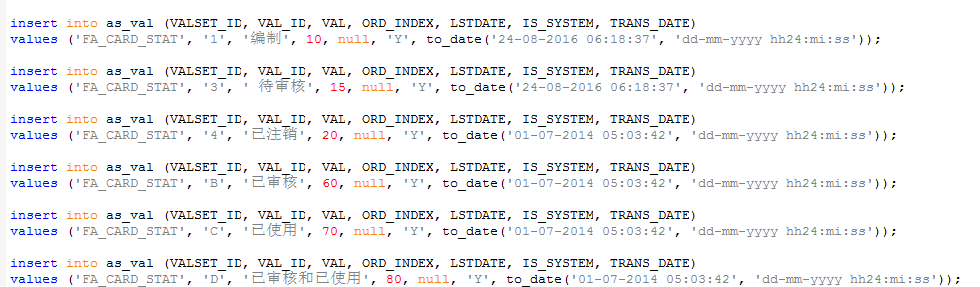 insert into as_val (VALSET_ID, VAL_ID, VAL, ORD_INDEX, LSTDATE, IS_SYSTEM, TRANS_DATE)
values ('FA_CARD_STAT', '1', '编制', 10, null, 'Y', to_date('24-08-2016 06:18:37', 'dd-mm-yyyy hh24:mi:ss'));
insert into as_val (VALSET_ID, VAL_ID, VAL, ORD_INDEX, LSTDATE, IS_SYSTEM, TRANS_DATE)
values ('FA_CARD_STAT', '3', ' 待审核', 15, null, 'Y', to_date('24-08-2016 06:18:37', 'dd-mm-yyyy hh24:mi:ss'));
insert into as_val (VALSET_ID, VAL_ID, VAL, ORD_INDEX, LSTDATE, IS_SYSTEM, TRANS_DATE)
values ('FA_CARD_STAT', '4', '已注销', 20, null, 'Y', to_date('01-07-2014 05:03:42', 'dd-mm-yyyy hh24:mi:ss'));
insert into as_val (VALSET_ID, VAL_ID, VAL, ORD_INDEX, LSTDATE, IS_SYSTEM, TRANS_DATE)
values ('FA_CARD_STAT', 'B', '已审核', 60, null, 'Y', to_date('01-07-2014 05:03:42', 'dd-mm-yyyy hh24:mi:ss'));
insert into as_val (VALSET_ID, VAL_ID, VAL, ORD_INDEX, LSTDATE, IS_SYSTEM, TRANS_DATE)
values ('FA_CARD_STAT', 'C', '已使用', 70, null, 'Y', to_date('01-07-2014 05:03:42', 'dd-mm-yyyy hh24:mi:ss'));
insert into as_val (VALSET_ID, VAL_ID, VAL, ORD_INDEX, LSTDATE, IS_SYSTEM, TRANS_DATE)
values ('FA_CARD_STAT', 'D', '已审核和已使用', 80, null, 'Y', to_date('01-07-2014 05:03:42', 'dd-mm-yyyy hh24:mi:ss'));